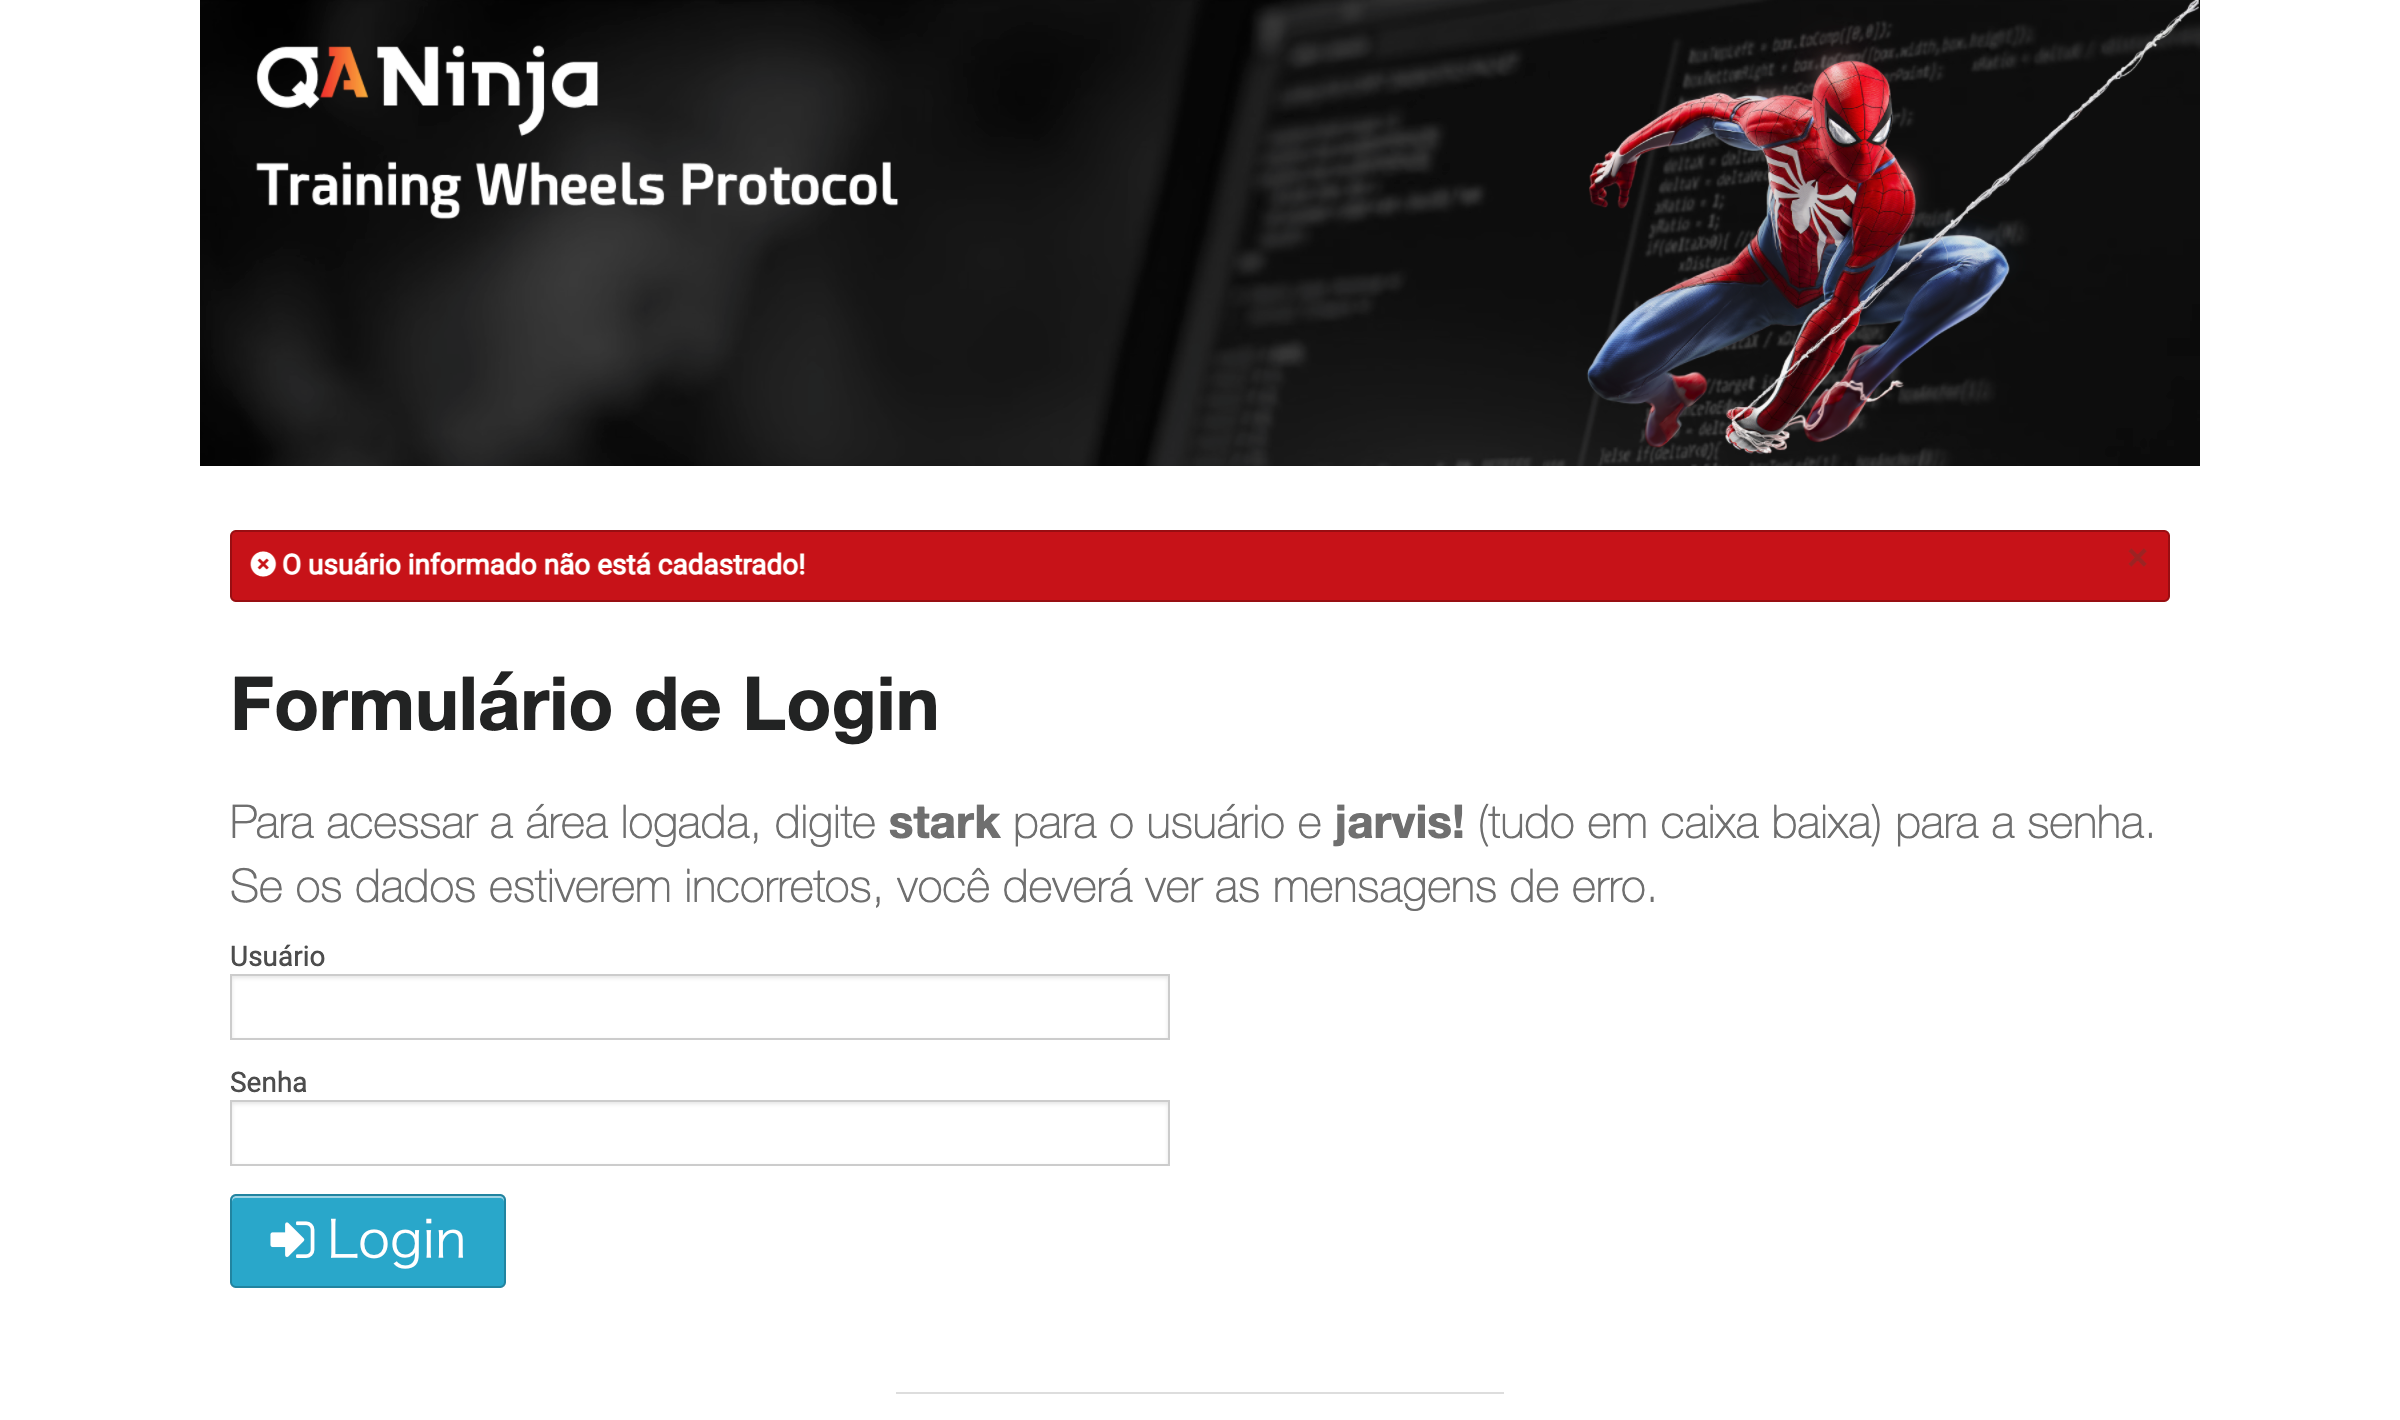 QANinja
Training Wheels Protocol
O usuário informado não está cadastrado!
×
Formulário de Login
Para acessar a área logada, digite stark para o usuário e jarvis! (tudo em caixa baixa) para a senha.
Se os dados estiverem incorretos, você deverá ver as mensagens de erro.
Usuário
Senha
Login